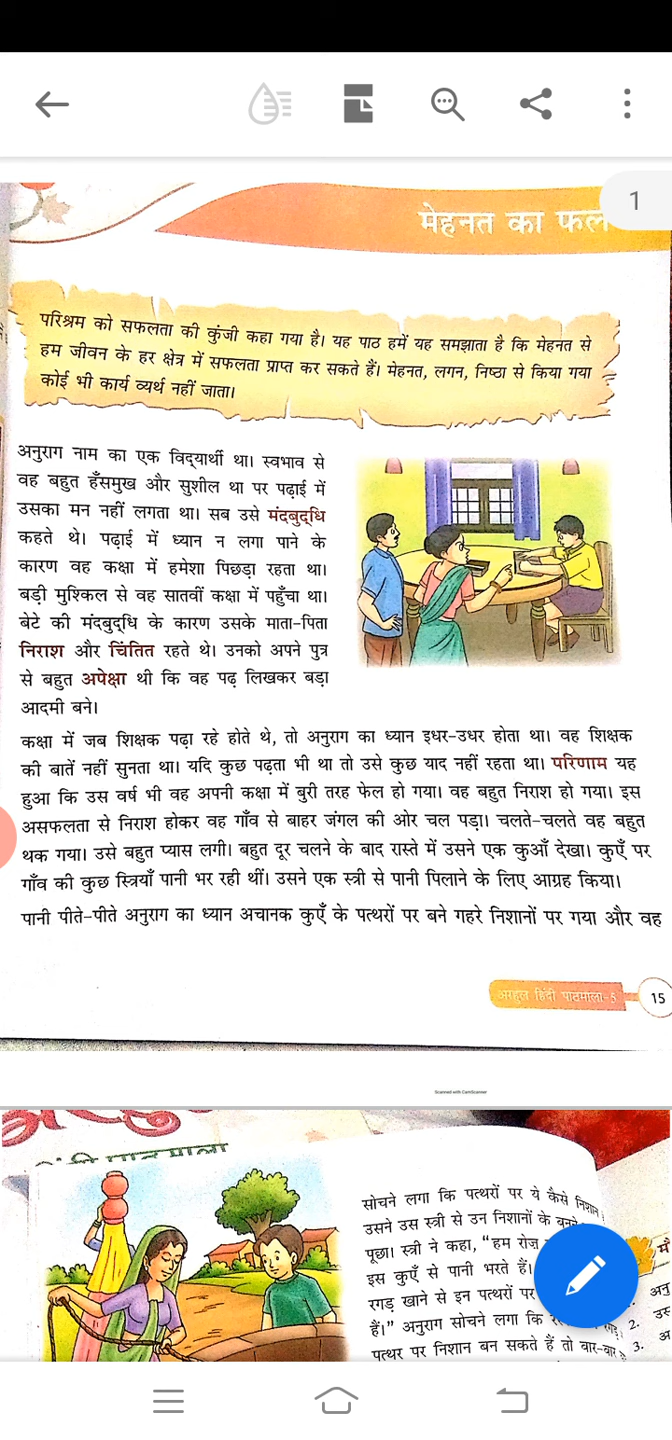 1
मेहनत का फल
परिश्रम को सफलता की कुंजी कहा गया है। यह पाठ हमें यह समझाता है कि मेहनत से
हम जीवन के हर क्षेत्र में सफलता प्राप्त कर सकते हैं। मेहनत, लगन, निष्ठा से किया गया
कोई भी कार्य व्यर्थ नहीं जाता।
अनुराग नाम का एक विद्यार्थी था। स्वभाव से
वह बहुत हँसमुख और सुशील था पर पढ़ाई में
उसका मन नहीं लगता था। सब उसे मंदबुद्धि
कहते थे। पढ़ाई में ध्यान न लगा पाने के
कारण वह कक्षा में हमेशा पिछड़ा रहता था।
बड़ी मुश्किल से वह सातवीं कक्षा में पहुँचा था।
बेटे की मंदबुद्धि के कारण उसके माता-पिता
निराश और चिंतित रहते थे। उनको अपने पुत्र
से बहुत अपेक्षा थी कि वह पढ़ लिखकर बड़ा
आदमी बने।
कक्षा में जब शिक्षक पढ़ा रहे होते थे, तो अनुराग का ध्यान इधर-उधर होता था। वह शिक्षक
की बातें नहीं सुनता था। यदि कुछ पढ़ता भी था तो उसे कुछ याद नहीं रहता था। परिणाम यह
हुआ कि उस वर्ष भी वह अपनी कक्षा में बुरी तरह फेल हो गया। वह बहुत निराश हो गया। इस
असफलता से निराश होकर वह गाँव से बाहर जंगल की ओर चल पड़ा। चलते-चलते वह बहुत
थक गया। उसे बहुत प्यास लगी। बहुत दूर चलने के बाद रास्ते में उसने एक कुआँ देखा। कुएँ पर
गाँव की कुछ स्त्रियाँ पानी भर रही थीं। उसने एक स्त्री से पानी पिलाने के लिए आग्रह किया।
पानी पीते-पीते अनुराग का ध्यान अचानक कुएँ के पत्थरों पर बने गहरे निशानों पर गया और वह
हिंदी पाठमाला-5
15
Scanned with CamScanner
सोचने लगा कि पत्थरों पर ये कैसे निशान
उसने उस स्त्री से उन निशानों के
पूछा। स्त्री ने कहा, “हम रोज़
इस कुएँ से पानी भरते हैं।
रगड़ खाने से इन पत्थरों पर
हैं।” अनुराग सोचने लगा कि
पत्थर पर निशान बन सकते हैं तो बार-बार
2.
3.